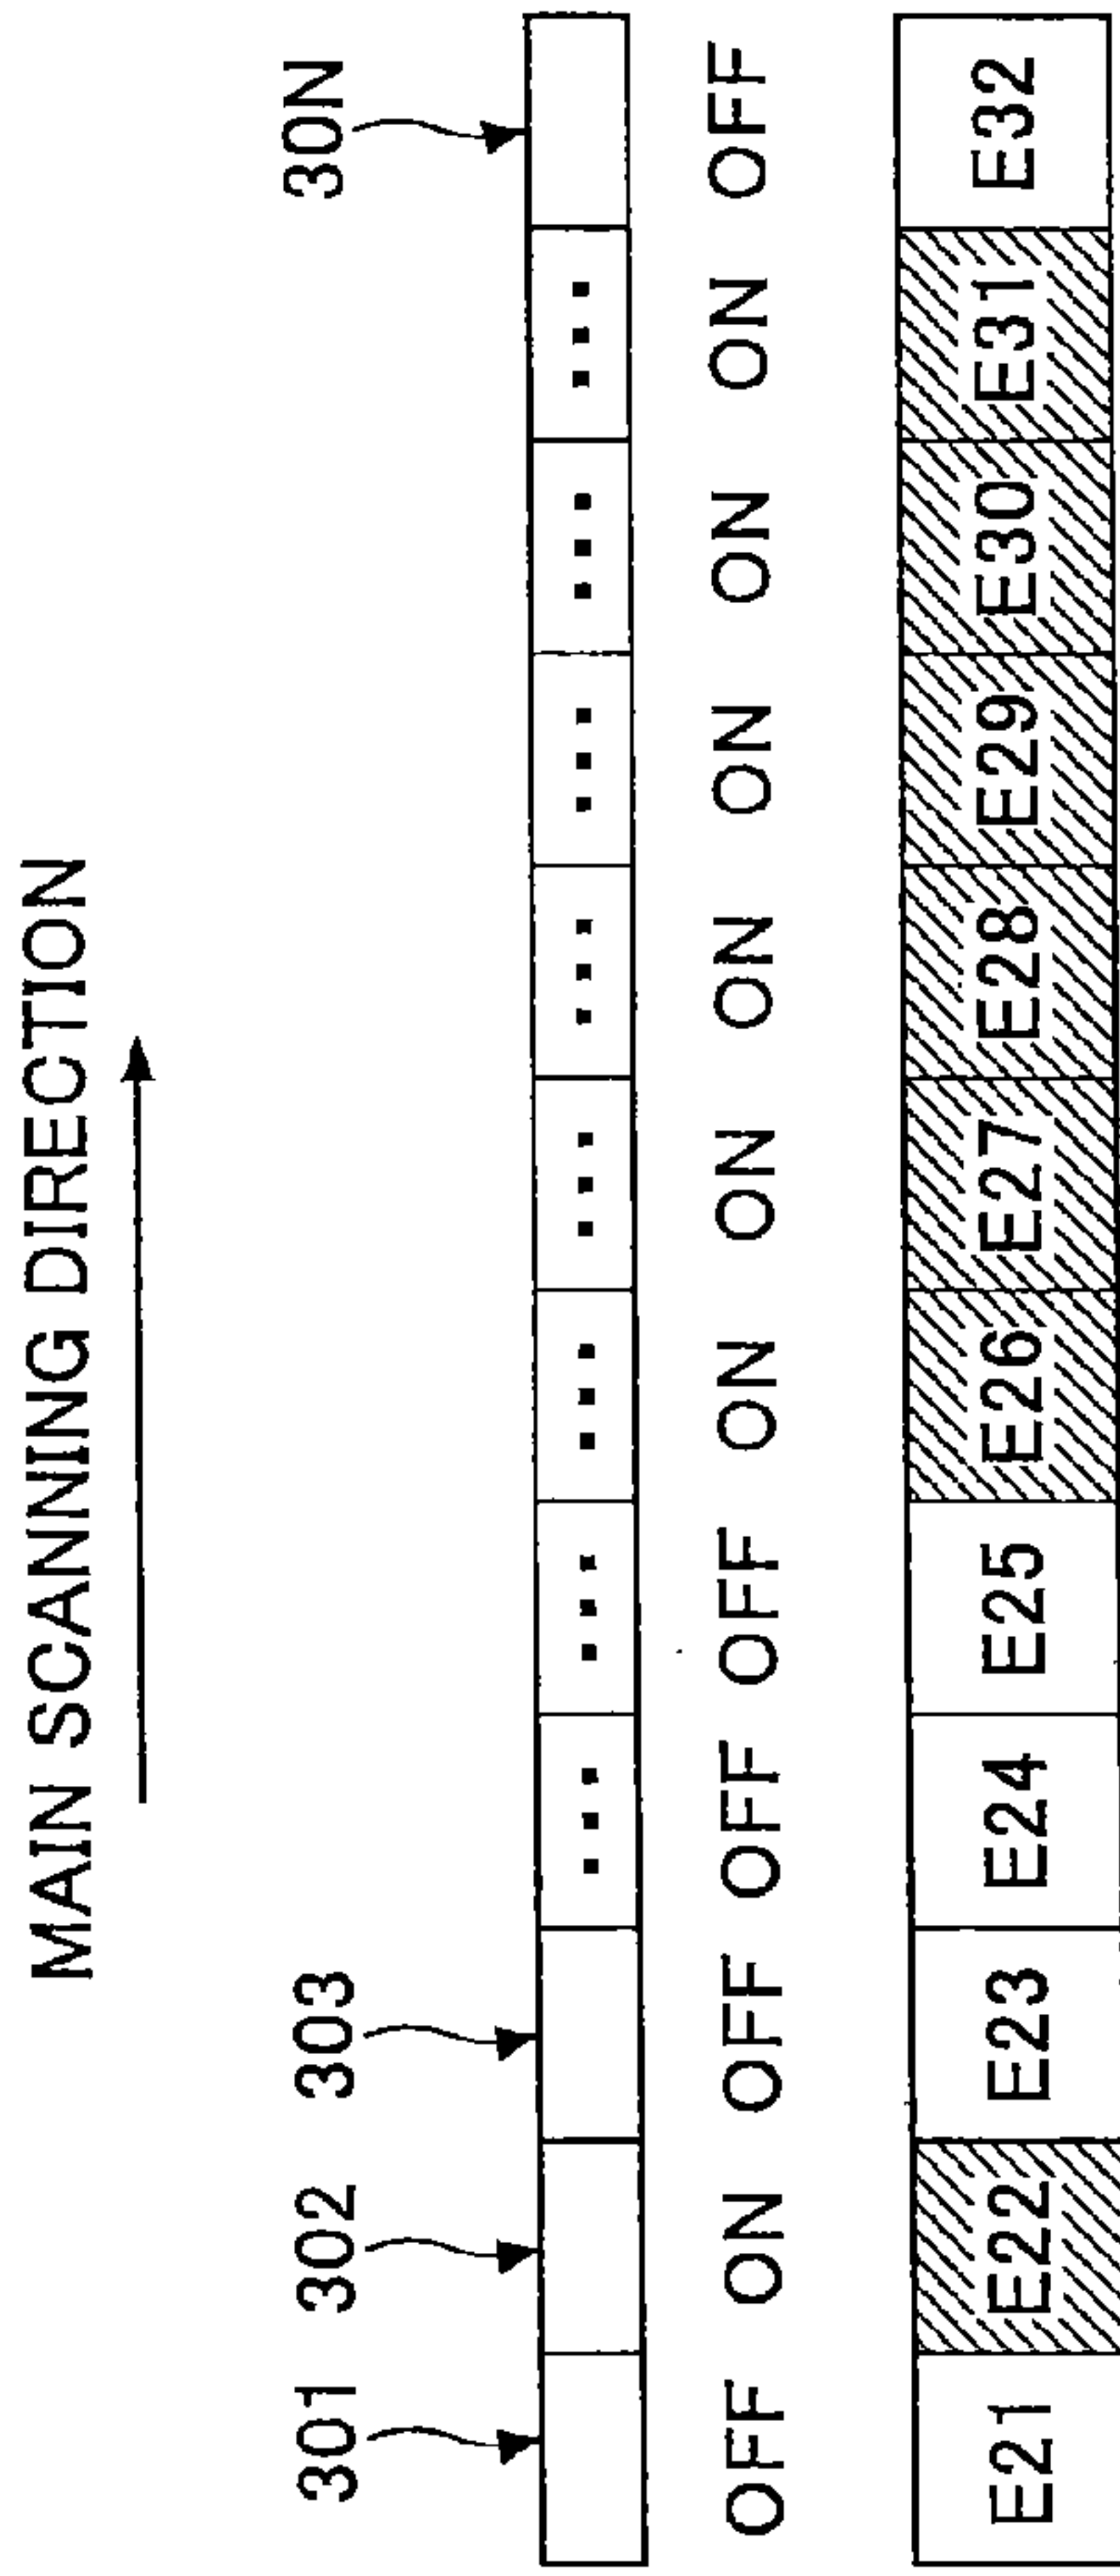 MAIN SCANNING DIRECTION
301 302 303 30N
OFF ON OFF OFF OFF ON ON ON ON ON ON OFF
E21 E22 E23 E24 E25 E26 E27 E28 E29 E30 E31 E32